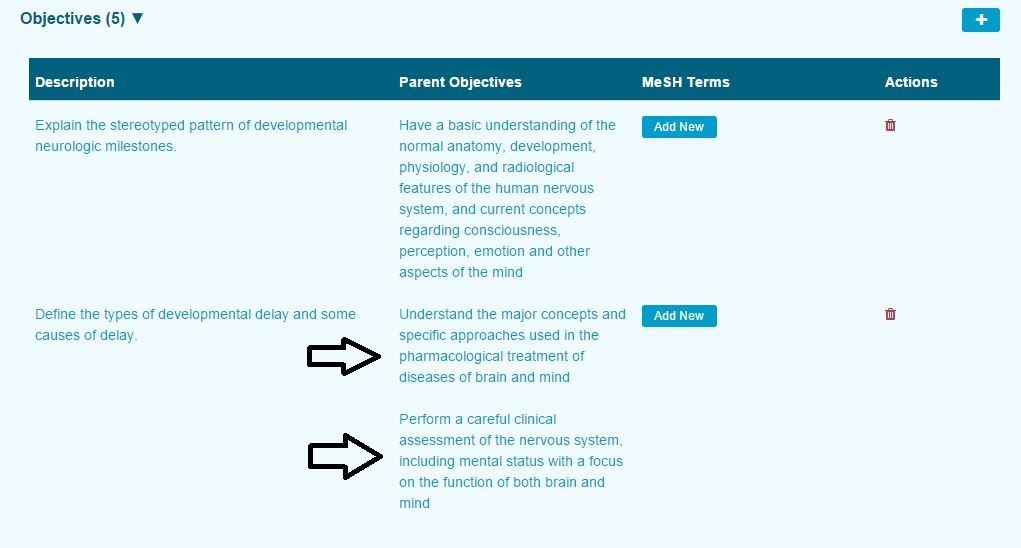 Objectives (5) ▼
Description Parent Objectives MeSH Terms Actions
Explain the stereotyped pattern of developmental
neurologic milestones.
Have a basic understanding of the
normal anatomy, development,
physiology, and radiological
features of the human nervous
system, and current concepts
regarding consciousness,
perception, emotion and other
aspects of the mind
Add New
Define the types of developmental delay and some
causes of delay.
Understand the major concepts and
specific approaches used in the
pharmacological treatment of
diseases of brain and mind
Perform a careful clinical
assessment of the nervous system,
including mental status with a focus
on the function of both brain and
mind
Add New